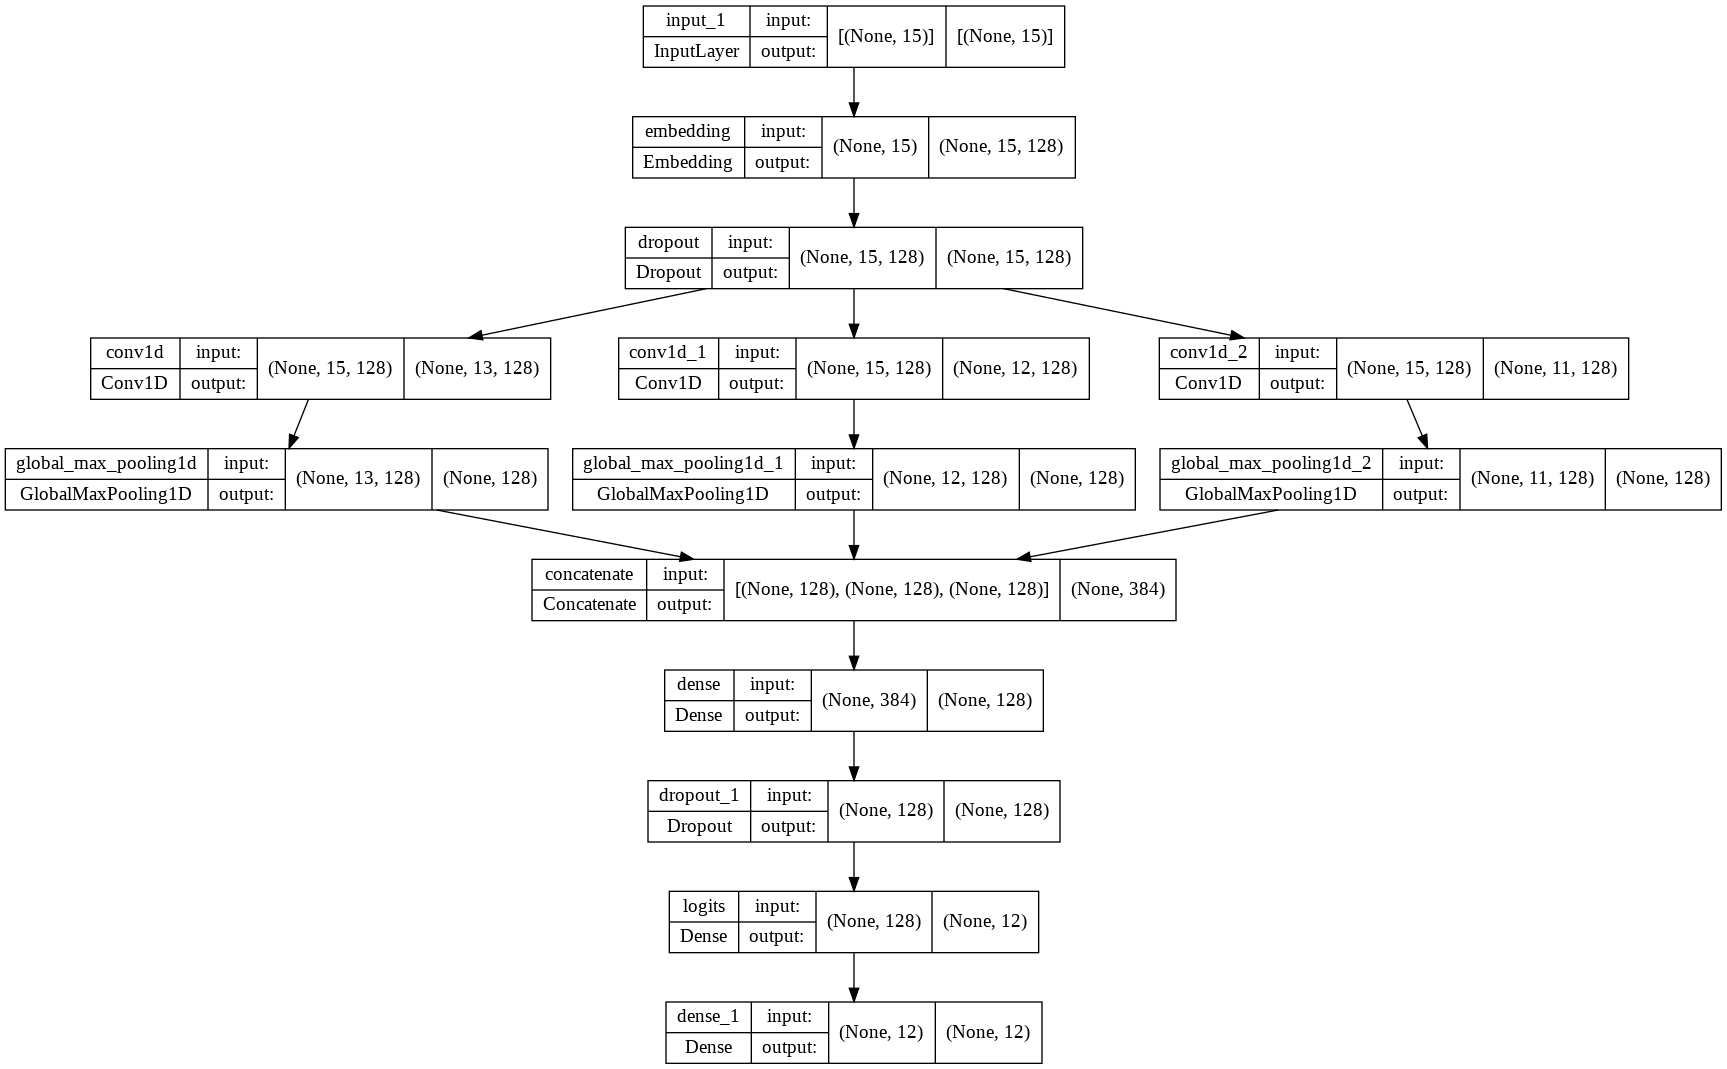 input_1 input: [(None, 15)] [(None, 15)]
InputLayer output:
embedding input: (None, 15) (None, 15, 128)
Embedding output:
dropout input: (None, 15, 128) (None, 15, 128)
Dropout output:
conv1d input: (None, 15, 128) (None, 13, 128)
Conv1D output:
conv1d_1 input: (None, 15, 128) (None, 12, 128)
Conv1D output:
conv1d_2 input: (None, 15, 128) (None, 11, 128)
Conv1D output:
global_max_pooling1d input: (None, 13, 128) (None, 128)
GlobalMaxPooling1D output:
global_max_pooling1d_1 input: (None, 12, 128) (None, 128)
GlobalMaxPooling1D output:
global_max_pooling1d_2 input: (None, 11, 128) (None, 128)
GlobalMaxPooling1D output:
concatenate input: [(None, 128), (None, 128), (None, 128)] (None, 384)
Concatenate output:
dense input: (None, 384) (None, 128)
Dense output:
dropout_1 input: (None, 128) (None, 128)
Dropout output:
logits input: (None, 128) (None, 12)
Dense output:
dense_1 input: (None, 12) (None, 12)
Dense output: